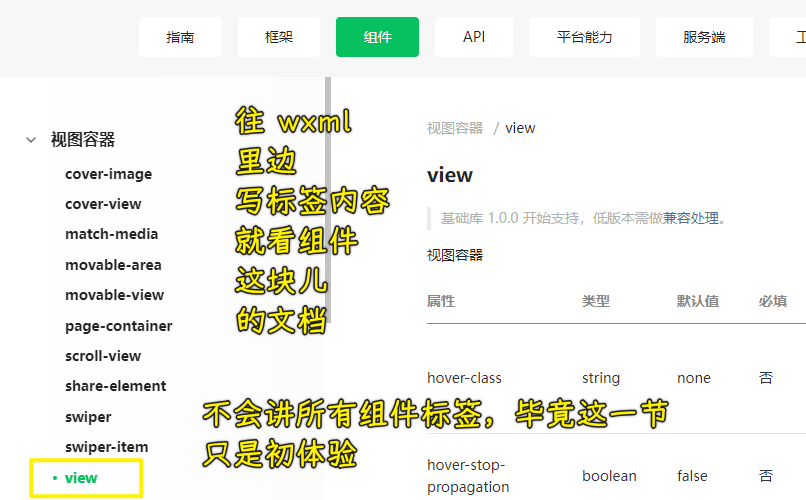 指南 框架 组件 API 平台能力 服务端 工
视图容器
cover-image
cover-view
match-media
movable-area
movable-view
page-container
scroll-view
share-element
swiper
swiper-item
view
往 wxml
里边
写标签内容
就看组件
这块儿
的文档
不会讲所有组件标签，毕竟这一节
只是初体验
视图容器 / view
view
基础库 1.0.0 开始支持，低版本需做兼容处理。
视图容器
属性 类型 默认值 必填
hover-class string none 否
hover-stop-
propagation boolean false 否